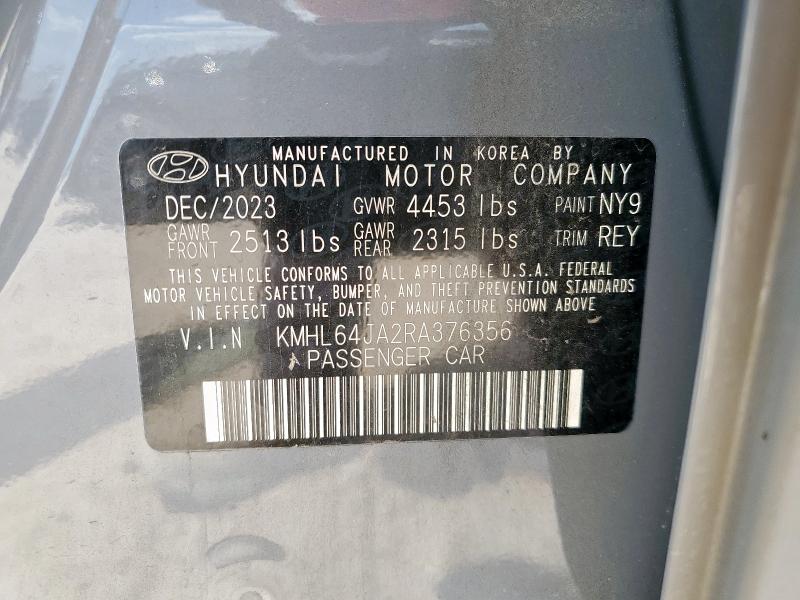 MANUFACTURED IN KOREA BY
HYUNDAI MOTOR COMPANY
DEC/2023 GVWR 4453 lbs PAINT NY9
GAWR FRONT 2513 lbs GAWR REAR 2315 lbs TRIM REY
THIS VEHICLE CONFORMS TO ALL APPLICABLE U.S.A. FEDERAL
MOTOR VEHICLE SAFETY, BUMPER, AND THEFT PREVENTION STANDARDS
IN EFFECT ON THE DATE OF MANUFACTURE SHOWN ABOVE
V.I.N KMHL64JA2RA376356
PASSENGER CAR